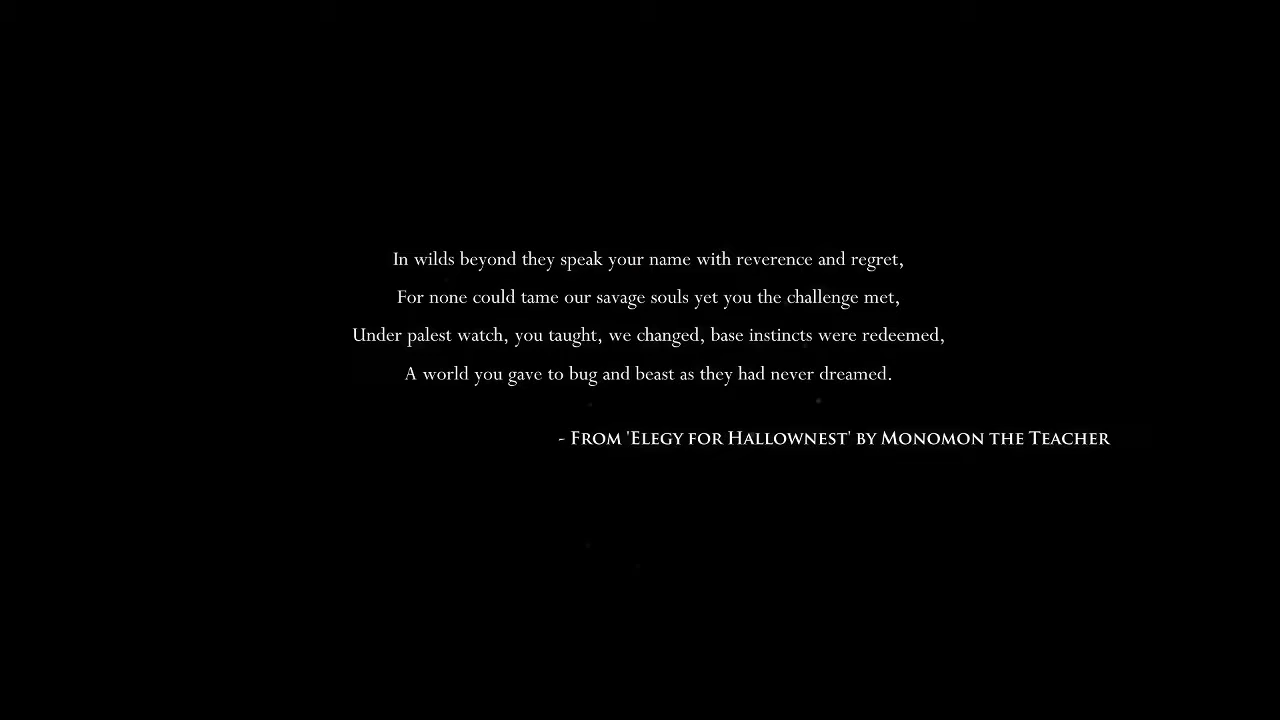 In wilds beyond they speak your name with reverence and regret,
For none could tame our savage souls yet you the challenge met,
Under palest watch, you taught, we changed, base instincts were redeemed,
A world you gave to bug and beast as they had never dreamed.
- From 'Elegy for Hallownest' by Monomon the Teacher